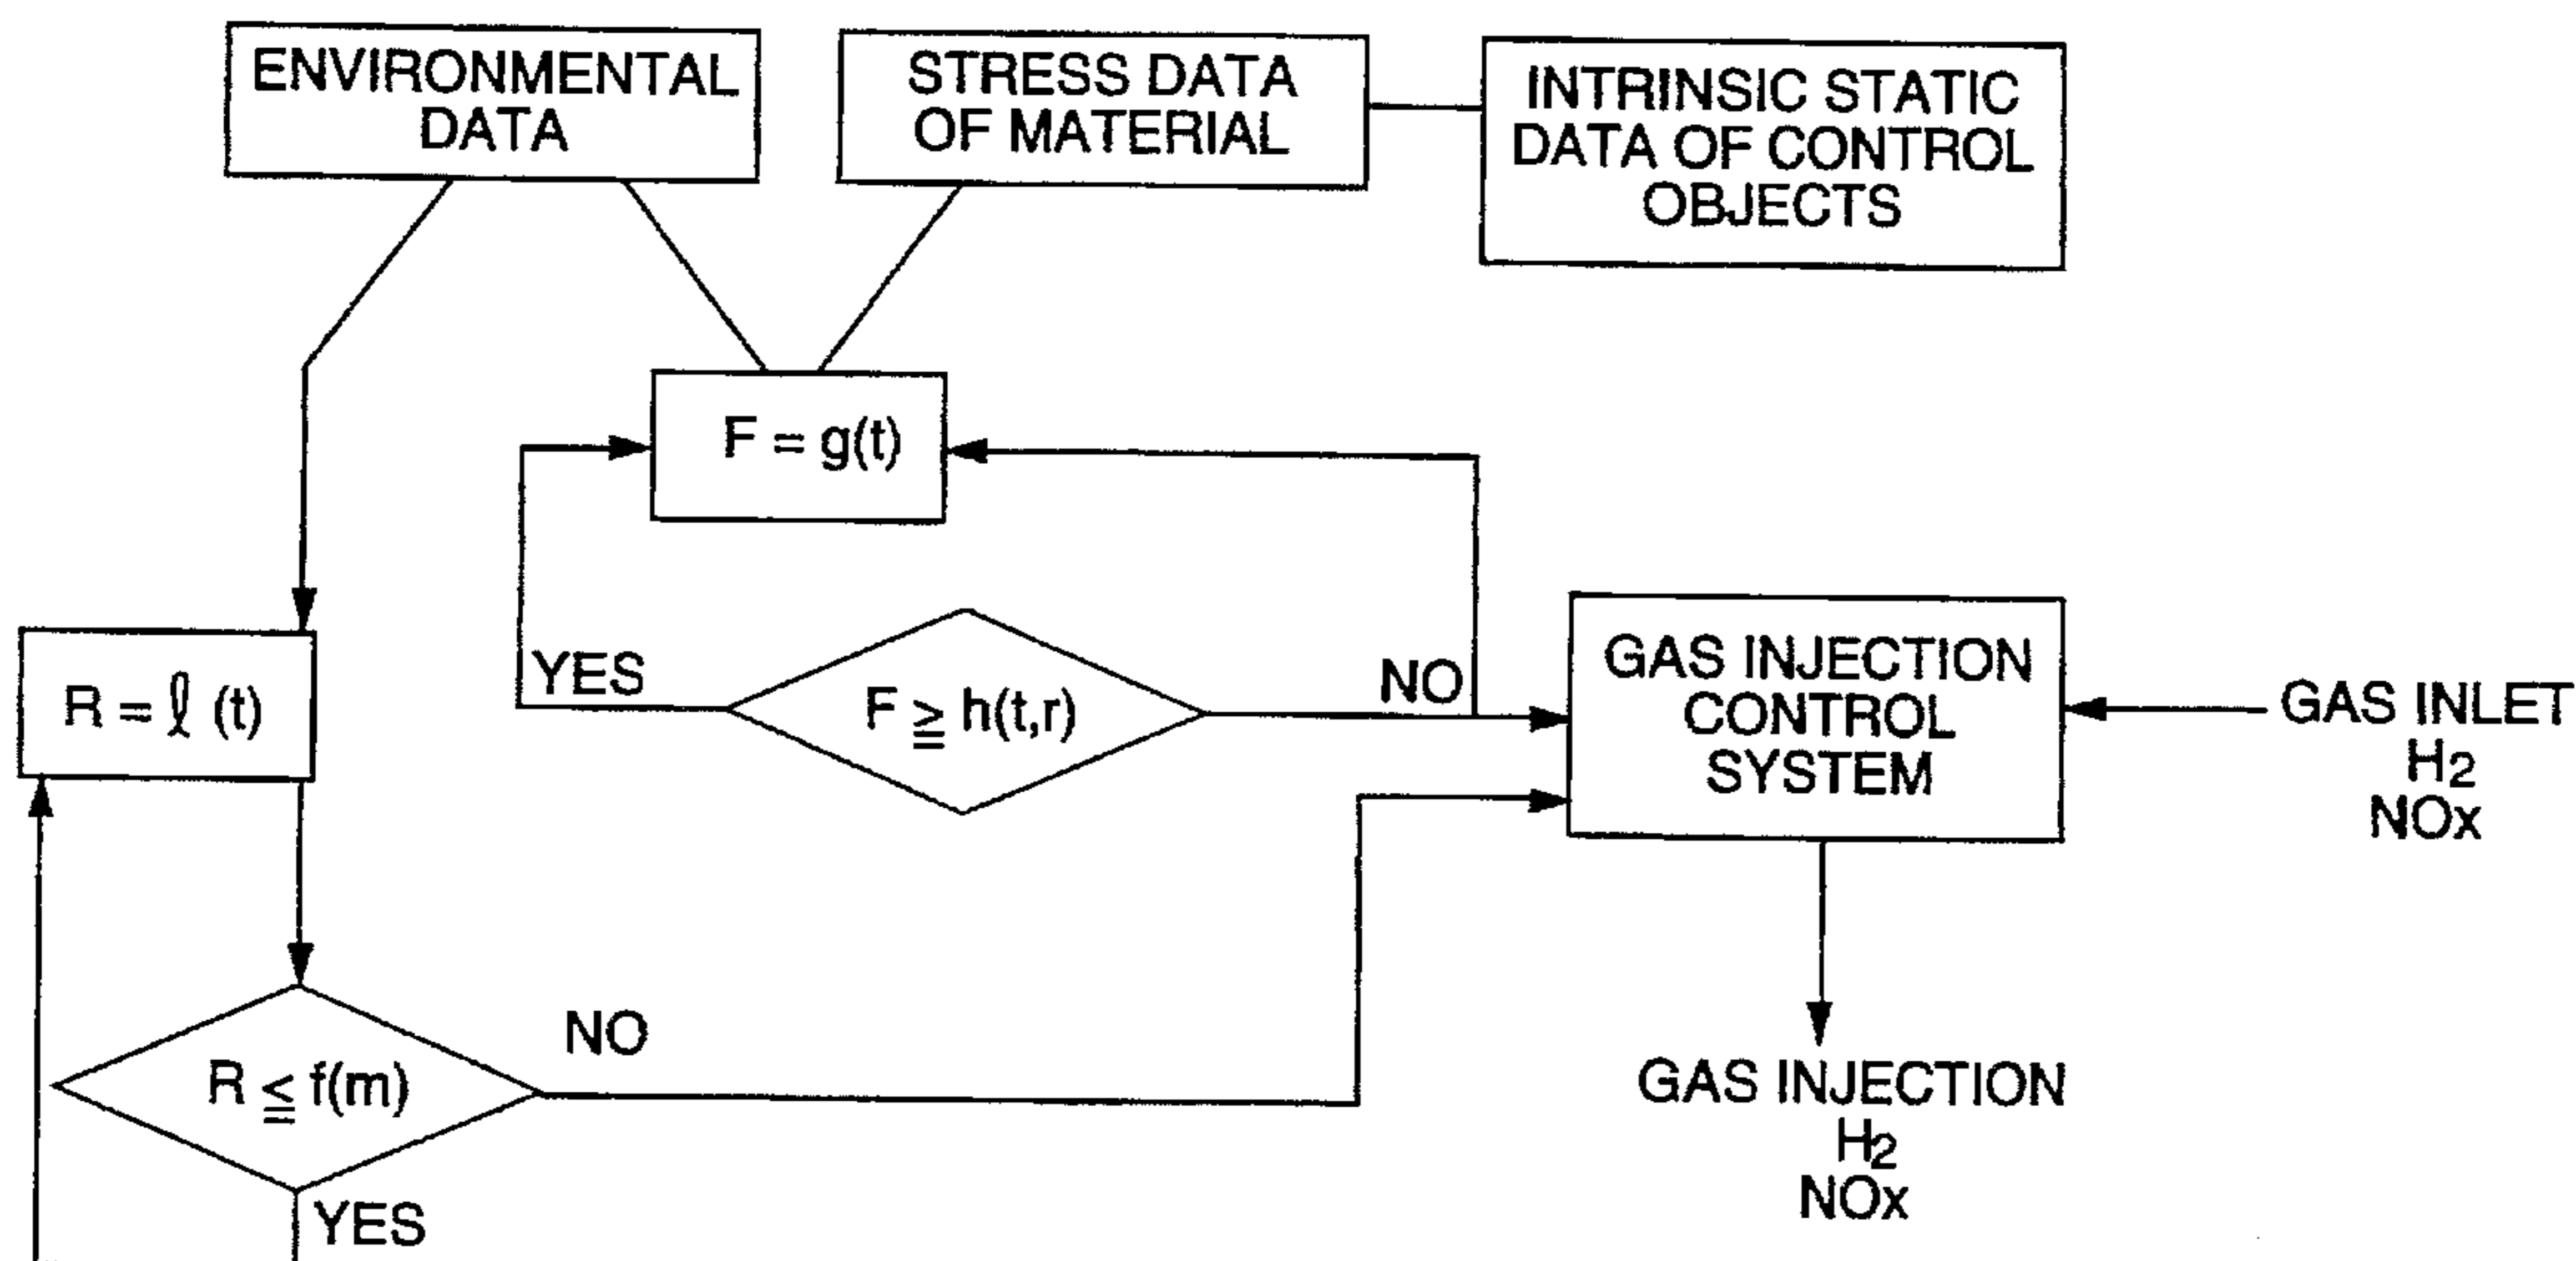 ENVIRONMENTAL
DATA
STRESS DATA
OF MATERIAL
INTRINSIC STATIC
DATA OF CONTROL
OBJECTS
F = g(t)
R = ℓ (t)
YES
F ≧ h(t,r)
NO
GAS INJECTION
CONTROL
SYSTEM
GAS INLET
H2
NOx
R ≦ f(m)
NO
YES
GAS INJECTION
H2
NOx